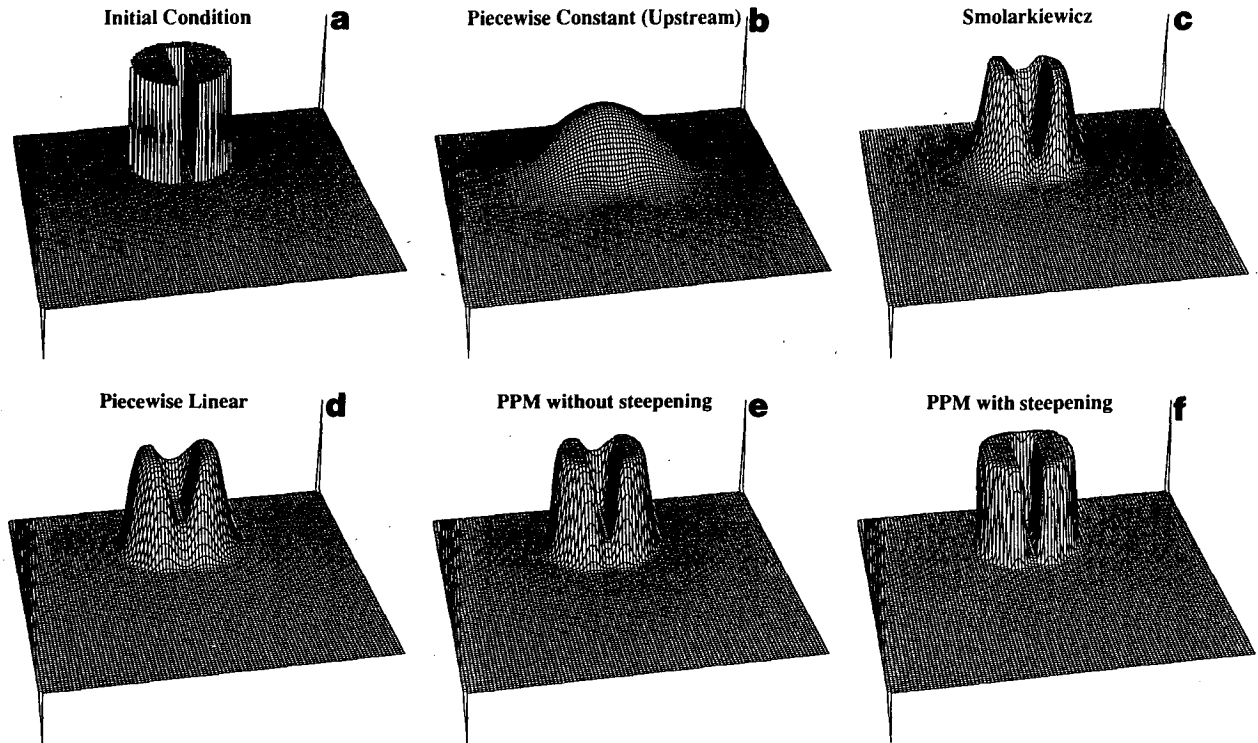 Initial Condition a
Piecewise Constant (Upstream) b
Smolarkiewicz c
Piecewise Linear d
PPM without steepening e
PPM with steepening f